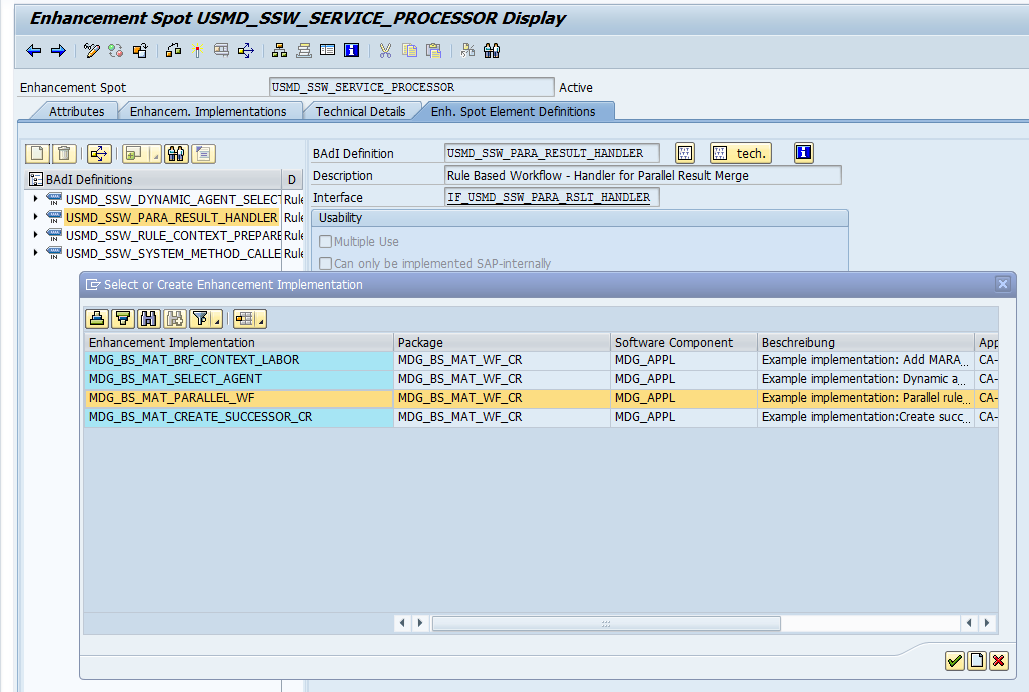 Enhancement Spot USMD_SSW_SERVICE_PROCESSOR Display
Enhancement Spot USMD_SSW_SERVICE_PROCESSOR Active
Attributes Enhancem. Implementations Technical Details Enh. Spot Element Definitions
BAdI Definitions D
USMD_SSW_DYNAMIC_AGENT_SELECT Rule
USMD_SSW_PARA_RESULT_HANDLER Rule
USMD_SSW_RULE_CONTEXT_PREPARE Rule
USMD_SSW_SYSTEM_METHOD_CALLE Rule
BAdI Definition USMD_SSW_PARA_RESULT_HANDLER tech.
Description Rule Based Workflow - Handler for Parallel Result Merge
Interface IF_USMD_SSW_PARA_RSLT_HANDLER
Usability
Multiple Use
Can only be implemented SAP-internally
Select or Create Enhancement Implementation
Enhancement Implementation Package Software Component Beschreibung App
MDG_BS_MAT_BRF_CONTEXT_LABOR MDG_BS_MAT_WF_CR MDG_APPL Example implementation: Add MARA... CA-
MDG_BS_MAT_SELECT_AGENT MDG_BS_MAT_WF_CR MDG_APPL Example implementation: Dynamic a... CA-
MDG_BS_MAT_PARALLEL_WF MDG_BS_MAT_WF_CR MDG_APPL Example implementation: Parallel rule... CA-
MDG_BS_MAT_CREATE_SUCCESSOR_CR MDG_BS_MAT_WF_CR MDG_APPL Example implementation:Create succ... CA-